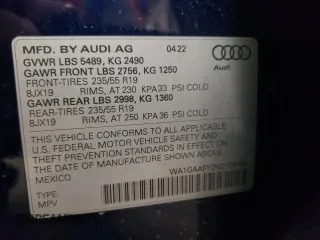 MFD. BY AUDI AG 04/22
GVWR LBS 5489, KG 2490
GAWR FRONT LBS 2756, KG 1250
FRONT-TIRES 235/55 R19
8JX19 RIMS, AT 230 KPA33 PSI COLD
GAWR REAR LBS 2998, KG 1360
REAR-TIRES 235/55 R19
8JX19 RIMS, AT 250 KPA 36 PSI COLD
THIS VEHICLE CONFORMS TO ALL APPLICABLE
U.S. FEDERAL MOTOR VEHICLE SAFETY AND
THEFT PREVENTION STANDARDS IN EFFECT ON
THE DATE OF MANUFACTURE SHOWN ABOVE
MEXICO
TYPE:
MPV
Audi